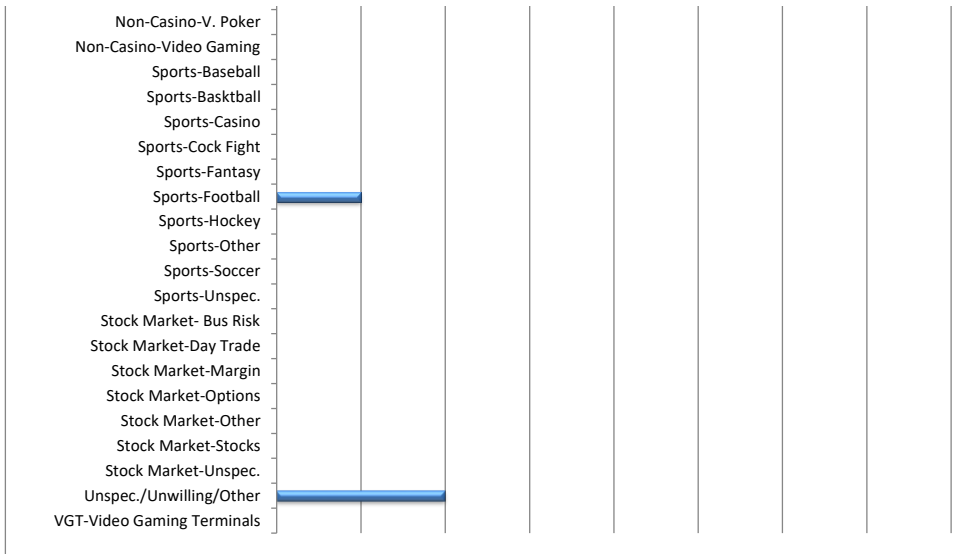 Non-Casino-V. Poker
Non-Casino-Video Gaming
Sports-Baseball
Sports-Basktball
Sports-Casino
Sports-Cock Fight
Sports-Fantasy
Sports-Football
Sports-Hockey
Sports-Other
Sports-Soccer
Sports-Unspec.
Stock Market- Bus Risk
Stock Market-Day Trade
Stock Market-Margin
Stock Market-Options
Stock Market-Other
Stock Market-Stocks
Stock Market-Unspec.
Unspec./Unwilling/Other
VGT-Video Gaming Terminals